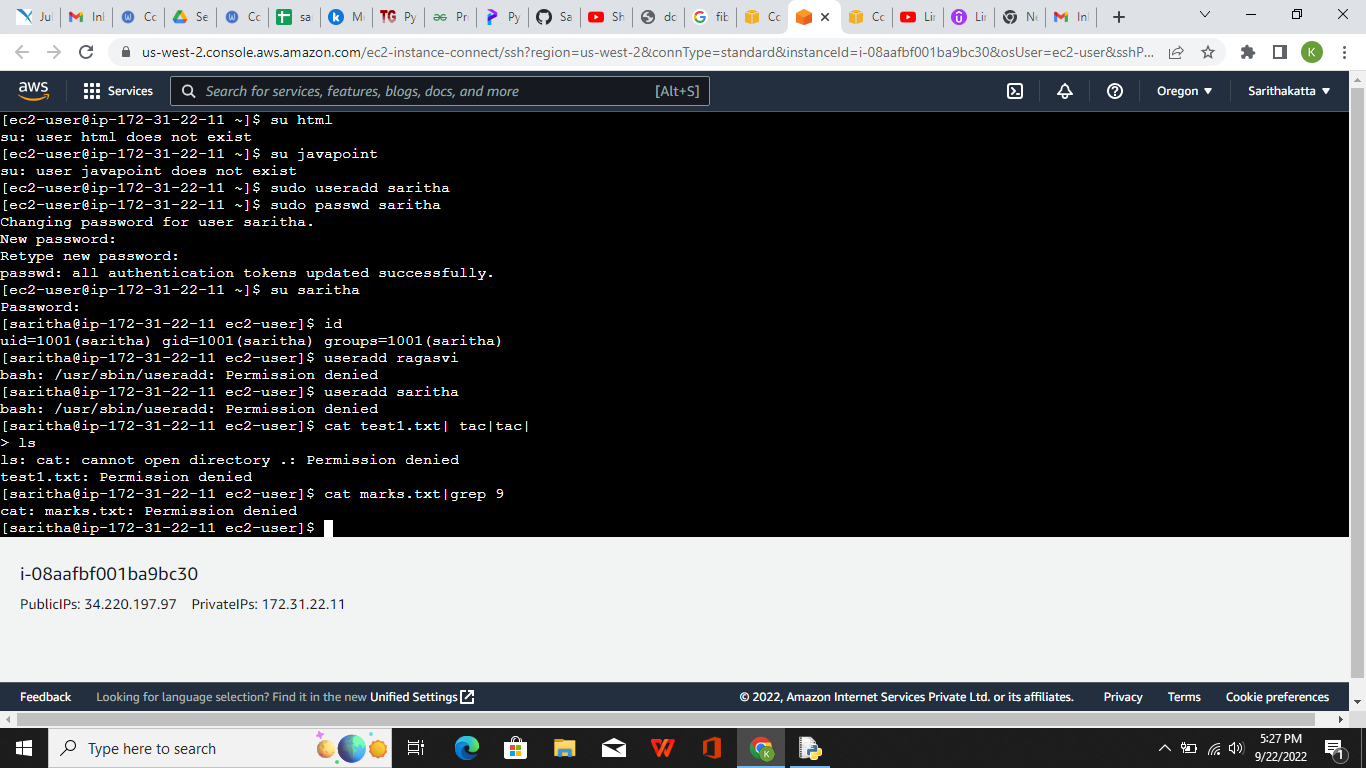 Jul
Inl
Co
Se
Co
sar
Mu
TG Py
Pr
Py
Sa
Sh
dc
fib
Cc
Cc
Lir
Lir
Ne
Inl
us-west-2.console.aws.amazon.com/ec2-instance-connect/ssh?region=us-west-2&connType=standard&instanceId=i-08aafbf001ba9bc30&osUser=ec2-user&sshP...
K
aws
Services
Search for services, features, blogs, docs, and more [Alt+S]
Oregon
Sarithakatta
[ec2-user@ip-172-31-22-11 ~]$ su html
su: user html does not exist
[ec2-user@ip-172-31-22-11 ~]$ su javapoint
su: user javapoint does not exist
[ec2-user@ip-172-31-22-11 ~]$ sudo useradd saritha
[ec2-user@ip-172-31-22-11 ~]$ sudo passwd saritha
Changing password for user saritha.
New password:
Retype new password:
passwd: all authentication tokens updated successfully.
[ec2-user@ip-172-31-22-11 ~]$ su saritha
Password:
[saritha@ip-172-31-22-11 ec2-user]$ id
uid=1001(saritha) gid=1001(saritha) groups=1001(saritha)
[saritha@ip-172-31-22-11 ec2-user]$ useradd ragasvi
bash: /usr/sbin/useradd: Permission denied
[saritha@ip-172-31-22-11 ec2-user]$ useradd saritha
bash: /usr/sbin/useradd: Permission denied
[saritha@ip-172-31-22-11 ec2-user]$ cat test1.txt| tac|tac|
> ls
ls: cat: cannot open directory .: Permission denied
test1.txt: Permission denied
[saritha@ip-172-31-22-11 ec2-user]$ cat marks.txt|grep 9
cat: marks.txt: Permission denied
[saritha@ip-172-31-22-11 ec2-user]$
i-08aafbf001ba9bc30
PublicIPs: 34.220.197.97 PrivateIPs: 172.31.22.11
Feedback
Looking for language selection? Find it in the new Unified Settings
© 2022, Amazon Internet Services Private Ltd. or its affiliates.
Privacy
Terms
Cookie preferences
Type here to search
K
5:27 PM
9/22/2022
1